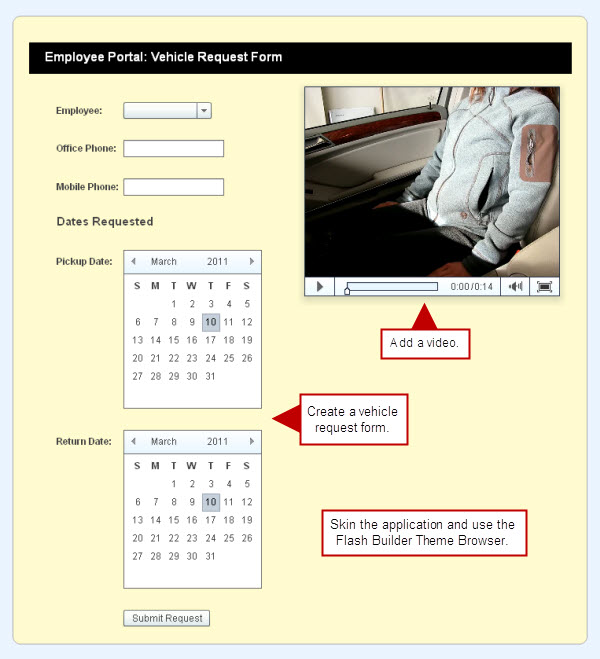 Employee Portal: Vehicle Request Form
Employee:
Office Phone:
Mobile Phone:
Dates Requested
Pickup Date:
March 2011
S M T W T F S
1 2 3 4 5
6 7 8 9 10 11 12
13 14 15 16 17 18 19
20 21 22 23 24 25 26
27 28 29 30 31
Return Date:
March 2011
S M T W T F S
1 2 3 4 5
6 7 8 9 10 11 12
13 14 15 16 17 18 19
20 21 22 23 24 25 26
27 28 29 30 31
Submit Request
0:00/0:14
Add a video.
Create a vehicle
request form.
Skin the application and use the
Flash Builder Theme Browser.